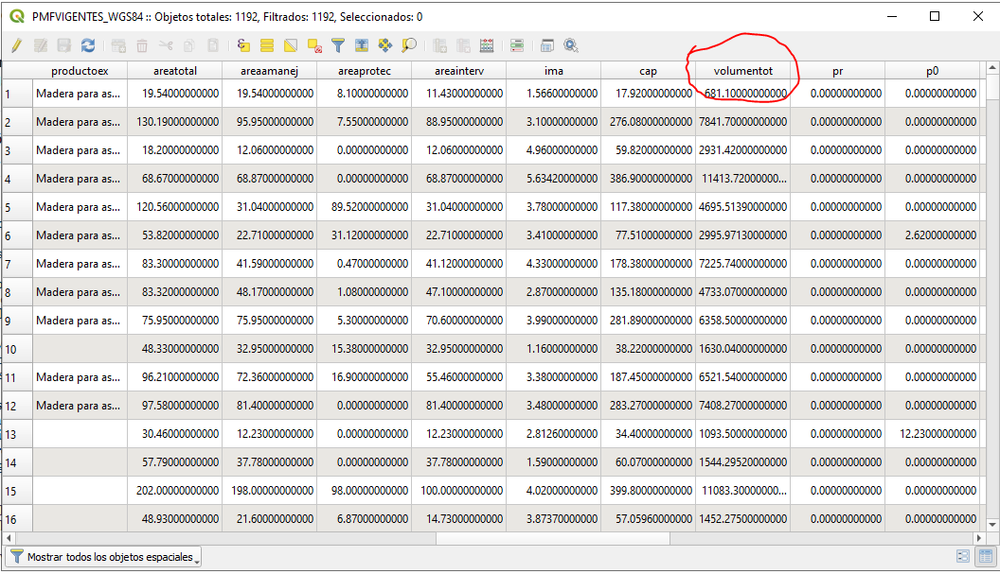 PMFVIGENTES_WGS84 :: Objetos totales: 1192, Filtrados: 1192, Seleccionados: 0
productoex areatotal areaamanej areaprotec areainterv ima cap volumentot pr p0
1 Madera para as... 19.54000000000 19.54000000000 8.10000000000 11.43000000000 1.56600000000 17.92000000000 681.10000000000 0.00000000000 0.00000000000
2 Madera para as... 130.19000000000 95.95000000000 7.55000000000 88.95000000000 3.10000000000 276.08000000000 7841.70000000000 0.00000000000 0.00000000000
3 Madera para as... 18.20000000000 12.06000000000 0.00000000000 12.06000000000 4.96000000000 59.82000000000 2931.42000000000 0.00000000000 0.00000000000
4 Madera para as... 68.67000000000 68.87000000000 0.00000000000 68.87000000000 5.63420000000 386.90000000000 11413.72000000... 0.00000000000 0.00000000000
5 Madera para as... 120.56000000000 31.04000000000 89.52000000000 31.04000000000 3.78000000000 117.38000000000 4695.51390000000 0.00000000000 0.00000000000
6 Madera para as... 53.82000000000 22.71000000000 31.12000000000 22.71000000000 3.41000000000 77.51000000000 2995.97130000000 0.00000000000 2.62000000000
7 Madera para as... 83.30000000000 41.59000000000 0.47000000000 41.12000000000 4.33000000000 178.38000000000 7225.74000000000 0.00000000000 0.00000000000
8 Madera para as... 83.32000000000 48.17000000000 1.08000000000 47.10000000000 2.87000000000 135.18000000000 4733.07000000000 0.00000000000 0.00000000000
9 Madera para as... 75.95000000000 75.95000000000 5.30000000000 70.60000000000 3.99000000000 281.89000000000 6358.50000000000 0.00000000000 0.00000000000
10 48.33000000000 32.95000000000 15.38000000000 32.95000000000 1.16000000000 38.22000000000 1630.04000000000 0.00000000000 0.00000000000
11 Madera para as... 96.21000000000 72.36000000000 16.90000000000 55.46000000000 3.38000000000 187.45000000000 6521.54000000000 0.00000000000 0.00000000000
12 Madera para as... 97.58000000000 81.40000000000 0.00000000000 81.40000000000 3.48000000000 283.27000000000 7408.27000000000 0.00000000000 0.00000000000
13 30.46000000000 12.23000000000 0.00000000000 12.23000000000 2.81260000000 34.40000000000 1093.50000000000 0.00000000000 12.23000000000
14 57.79000000000 37.78000000000 0.00000000000 37.78000000000 1.59000000000 60.07000000000 1544.29520000000 0.00000000000 0.00000000000
15 202.00000000000 198.00000000000 98.00000000000 100.00000000000 4.02000000000 399.80000000000 11083.30000000... 0.00000000000 0.00000000000
16 48.93000000000 21.60000000000 6.87000000000 14.73000000000 3.87370000000 57.05960000000 1452.27500000000 0.00000000000 0.00000000000
Mostrar todos los objetos espaciales